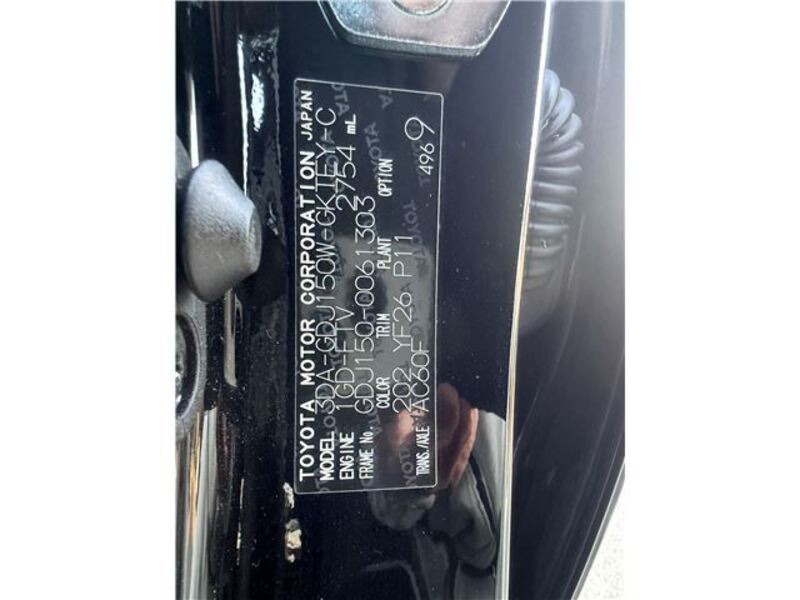 TOYOTA MOTOR CORPORATION JAPAN
MODEL 3DA-GDJ150W-GKTEY-C
ENGINE 1GD-FTV 2754 mL
FRAME No. GDJ150-0061303
COLOR TRIM PLANT OPTION
202 YF26 P11 4969
TRANS./AXLE AC60F